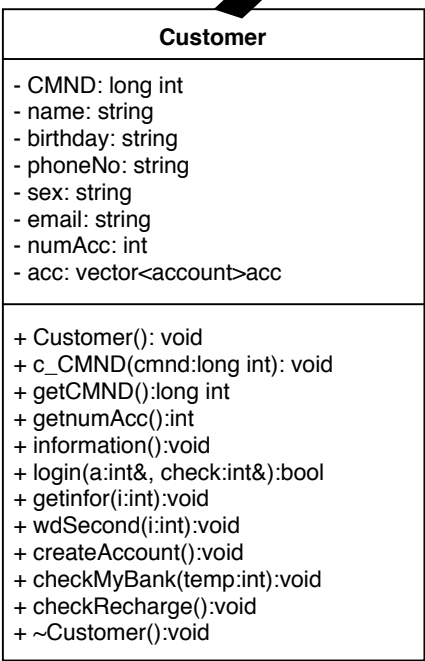 Customer
- CMND: long int
- name: string
- birthday: string
- phoneNo: string
- sex: string
- email: string
- numAcc: int
- acc: vector<account>acc
+ Customer(): void
+ c_CMND(cmnd:long int): void
+ getCMND():long int
+ getnumAcc():int
+ information():void
+ login(a:int&, check:int&):bool
+ getinfor(i:int):void
+ wdSecond(i:int):void
+ createAccount():void
+ checkMyBank(temp:int):void
+ checkRecharge():void
+ ~Customer():void